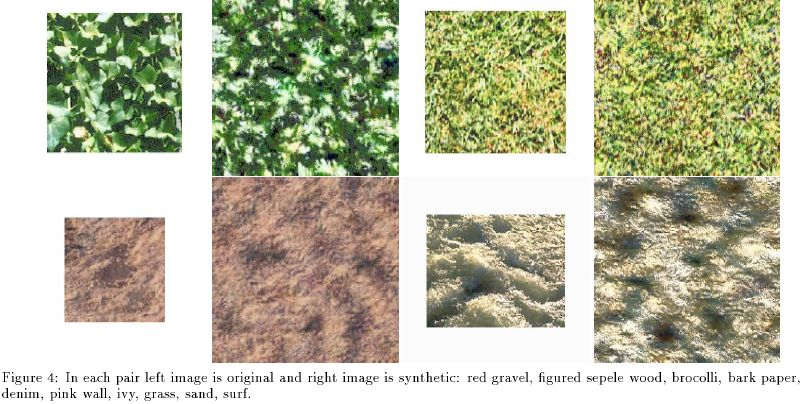 Figure 4: In each pair left image is original and right image is synthetic: red gravel, figured sepele wood, brocolli, bark paper,
denim, pink wall, ivy, grass, sand, surf.